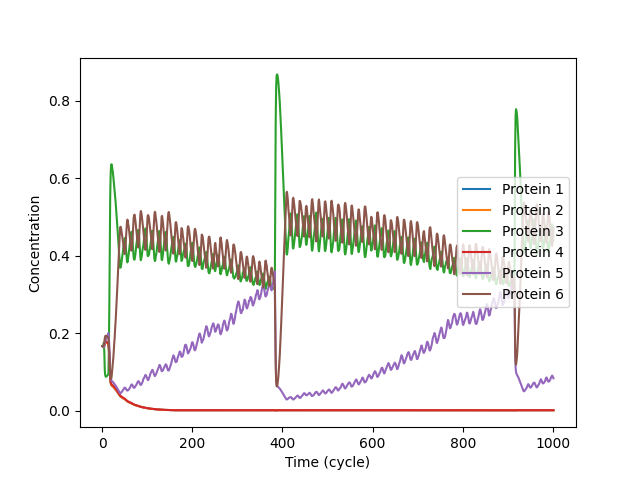 0.8
0.6
0.4
0.2
0.0
Concentration
Protein 1
Protein 2
Protein 3
Protein 4
Protein 5
Protein 6
0 200 400 600 800 1000
Time (cycle)